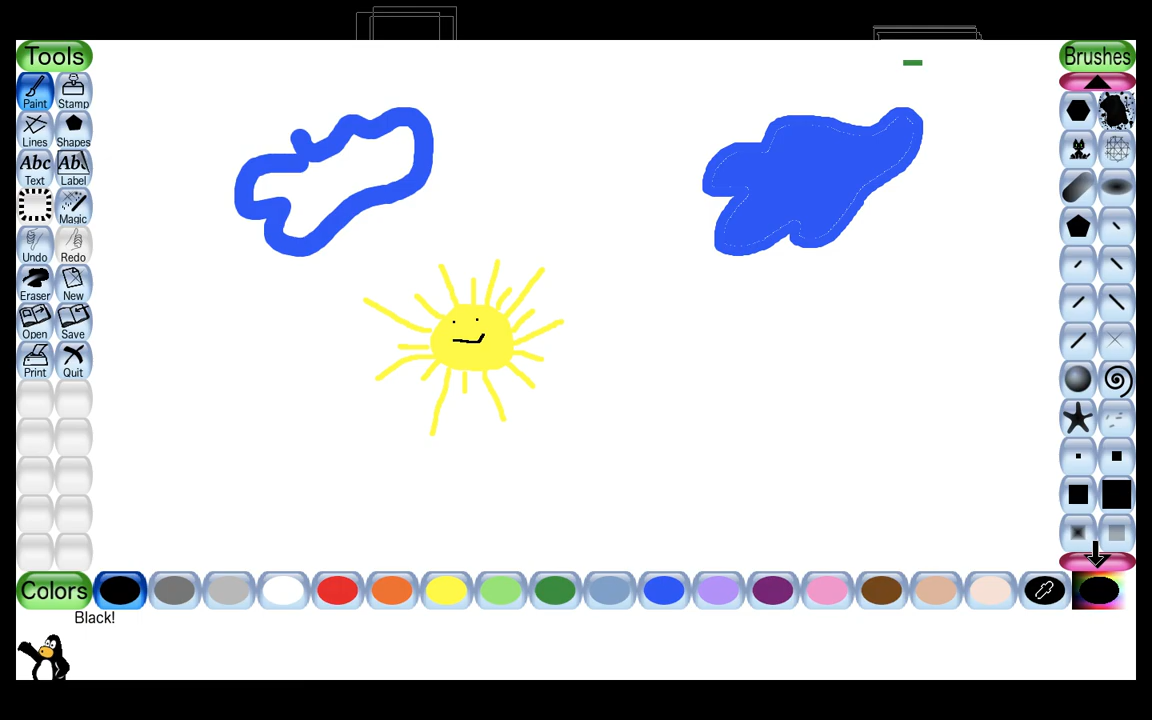 Tools
Brushes
Paint
Stamp
Lines
Shapes
Abc
Text
Abc
Label
Magic
Undo
Redo
Eraser
New
Open
Save
Print
Quit
Colors
Black!